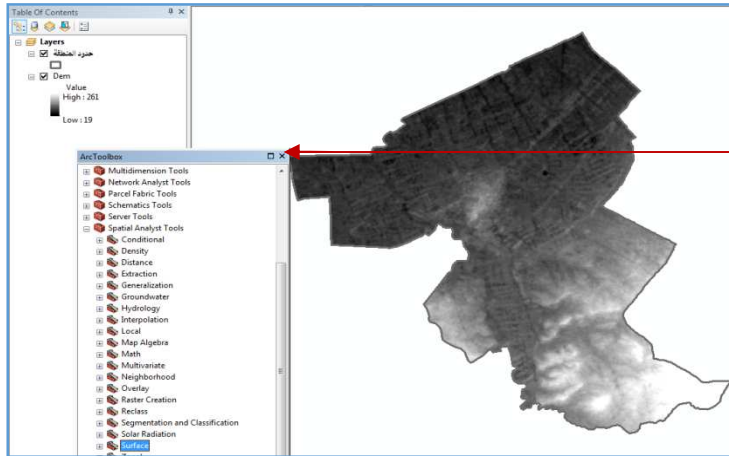 Table Of Contents
Layers
حدود المنطقة
Dem
Value
High : 261
Low : 19
ArcToolbox
Multidimension Tools
Network Analyst Tools
Parcel Fabric Tools
Schematics Tools
Server Tools
Spatial Analyst Tools
Conditional
Density
Distance
Extraction
Generalization
Groundwater
Hydrology
Interpolation
Local
Map Algebra
Math
Multivariate
Neighborhood
Overlay
Raster Creation
Reclass
Segmentation and Classification
Solar Radiation
Surface